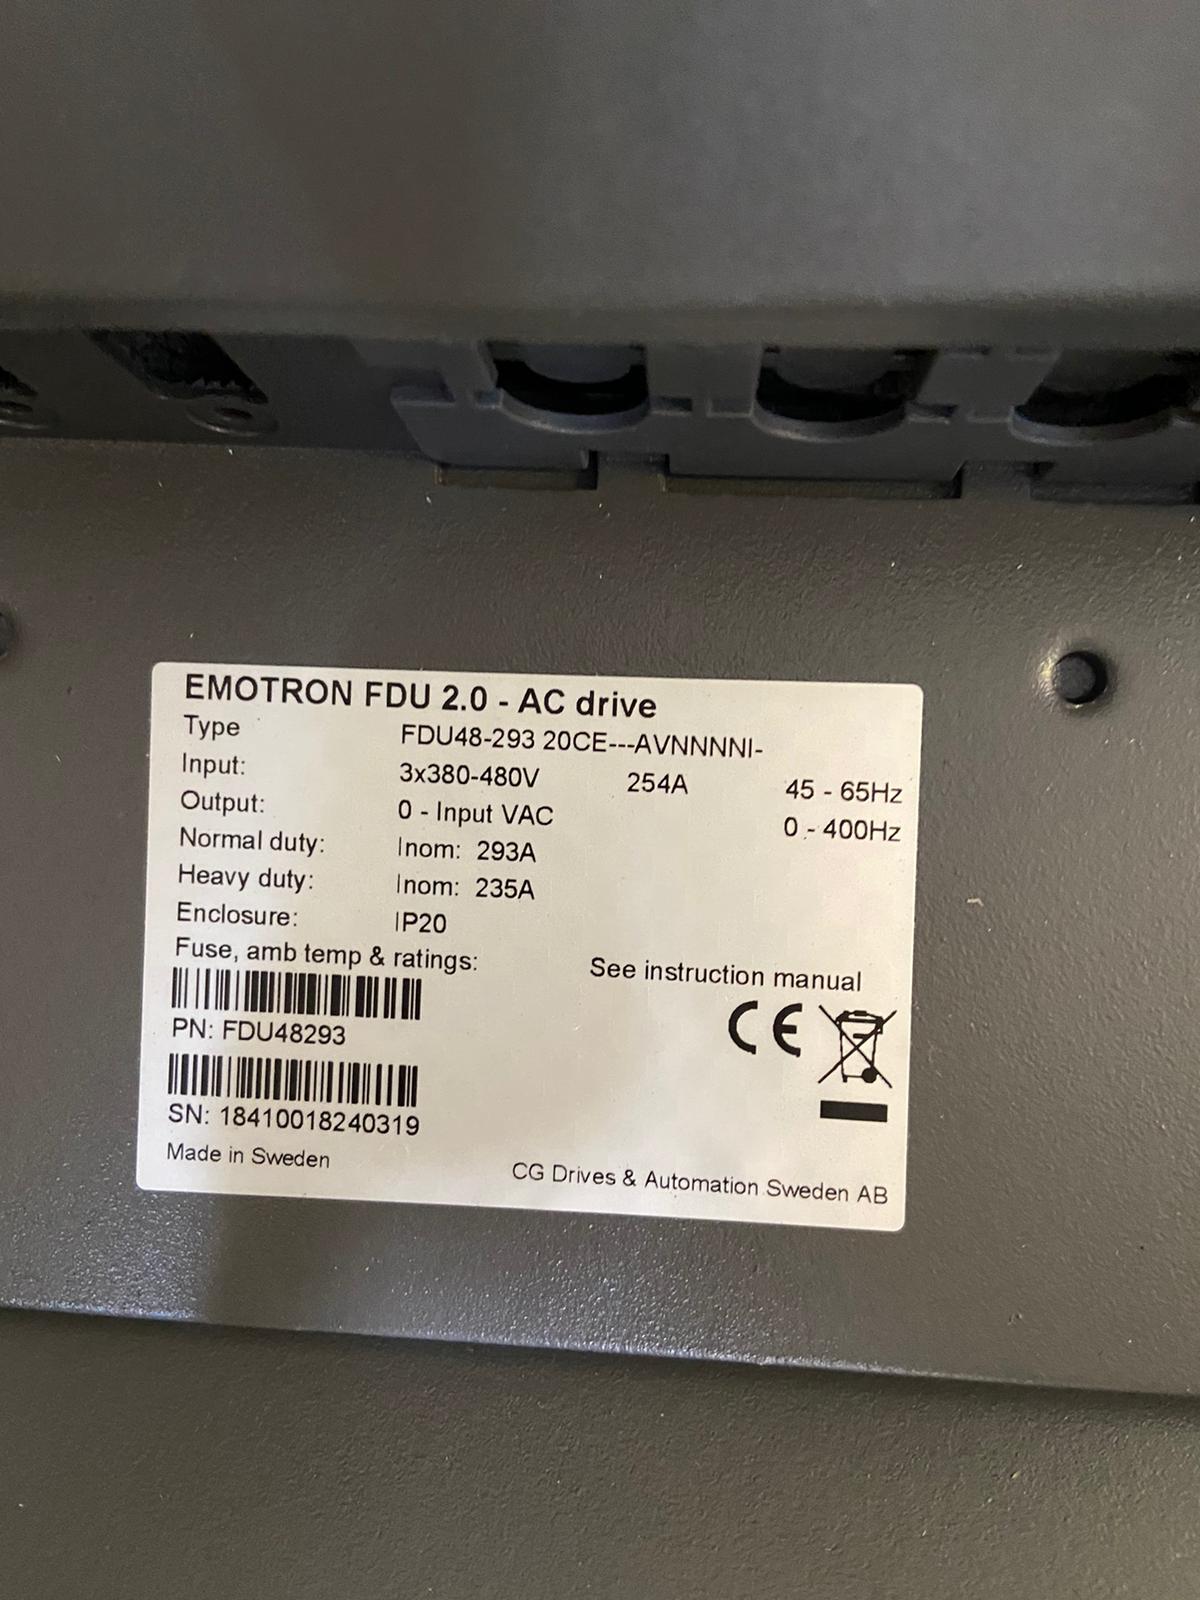 EMOTRON FDU 2.0 - AC drive
Type FDU48-293 20CE---AVNNNNI-
Input: 3x380-480V 254A 45 - 65Hz
Output: 0 - Input VAC 0 - 400Hz
Normal duty: Inom: 293A
Heavy duty: Inom: 235A
Enclosure: IP20
Fuse, amb temp & ratings: See instruction manual
CE
PN: FDU48293
SN: 18410018240319
Made in Sweden CG Drives & Automation Sweden AB